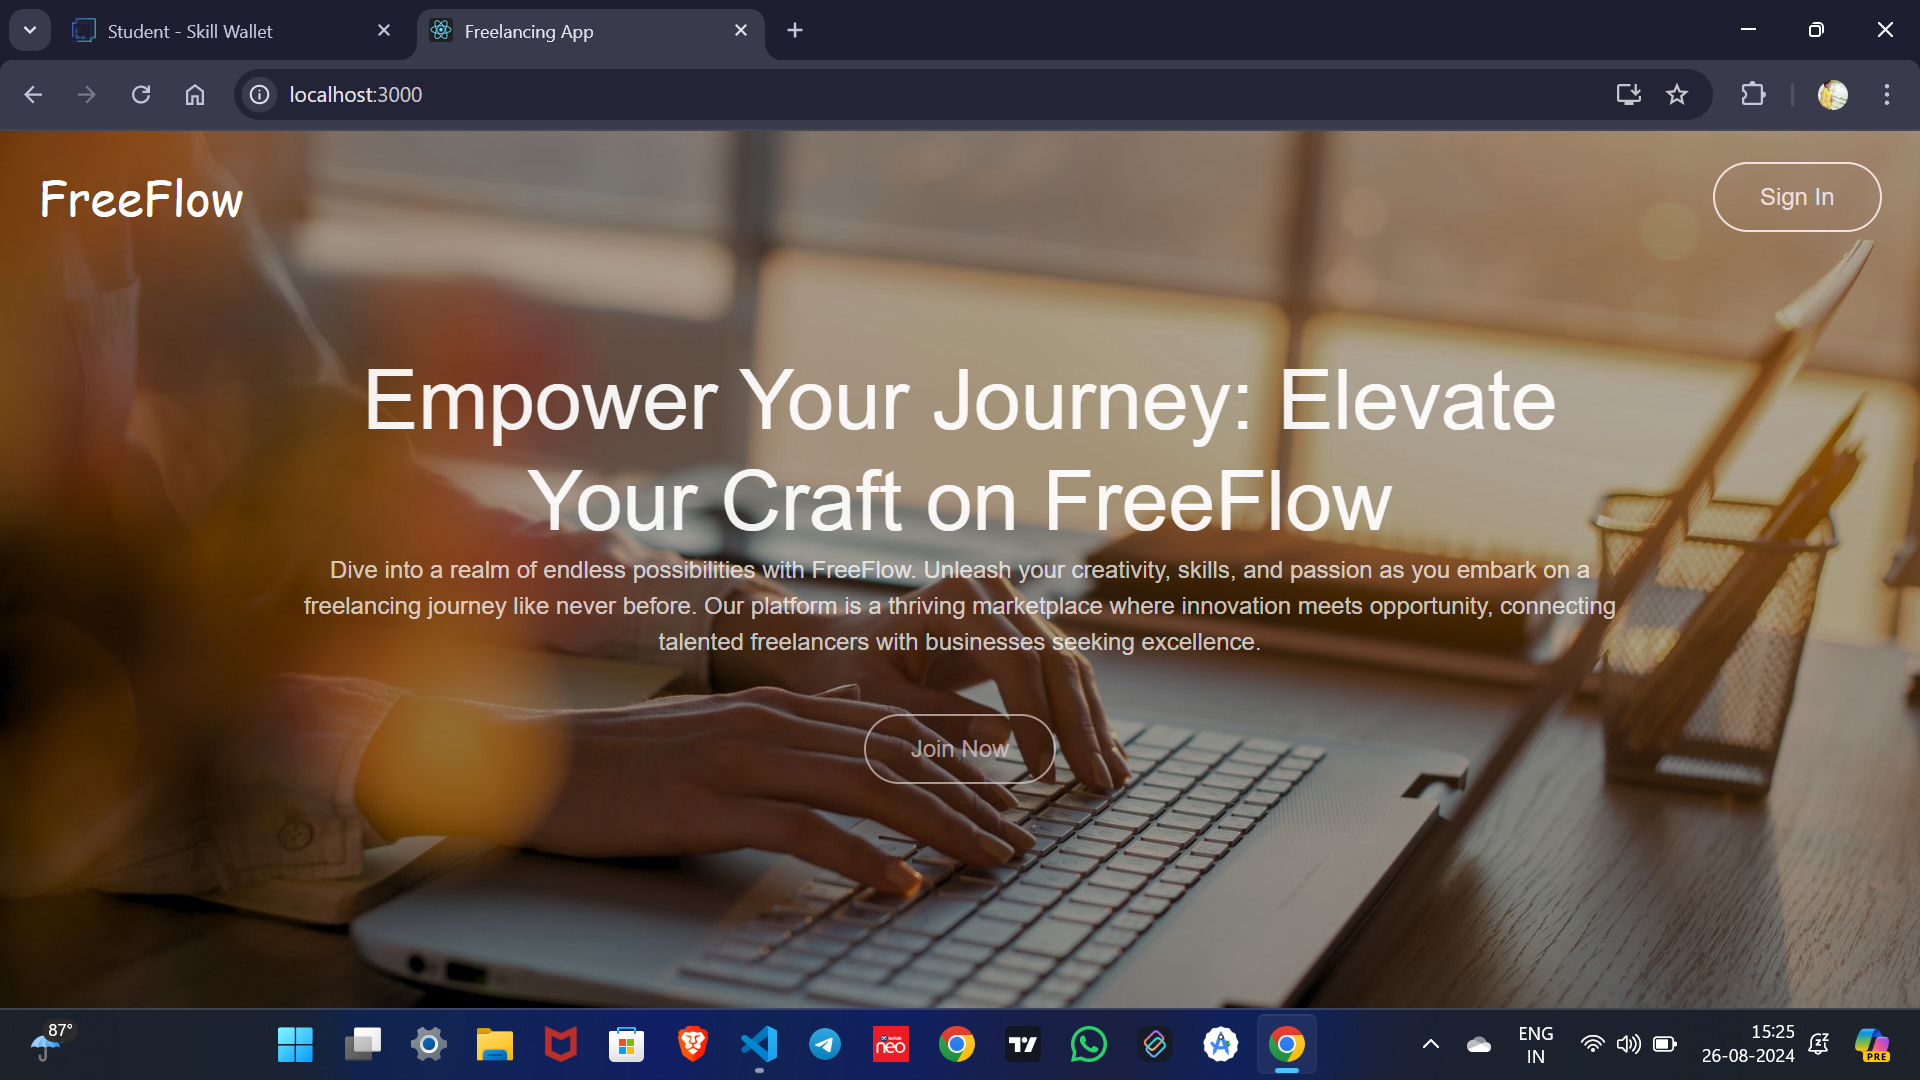 Student - Skill Wallet
Freelancing App
localhost:3000
FreeFlow
Sign In
Empower Your Journey: Elevate
Your Craft on FreeFlow
Dive into a realm of endless possibilities with FreeFlow. Unleash your creativity, skills, and passion as you embark on a
freelancing journey like never before. Our platform is a thriving marketplace where innovation meets opportunity, connecting
talented freelancers with businesses seeking excellence.
Join Now
87°
kotak
neo
ENG
IN
15:25
26-08-2024
PRE